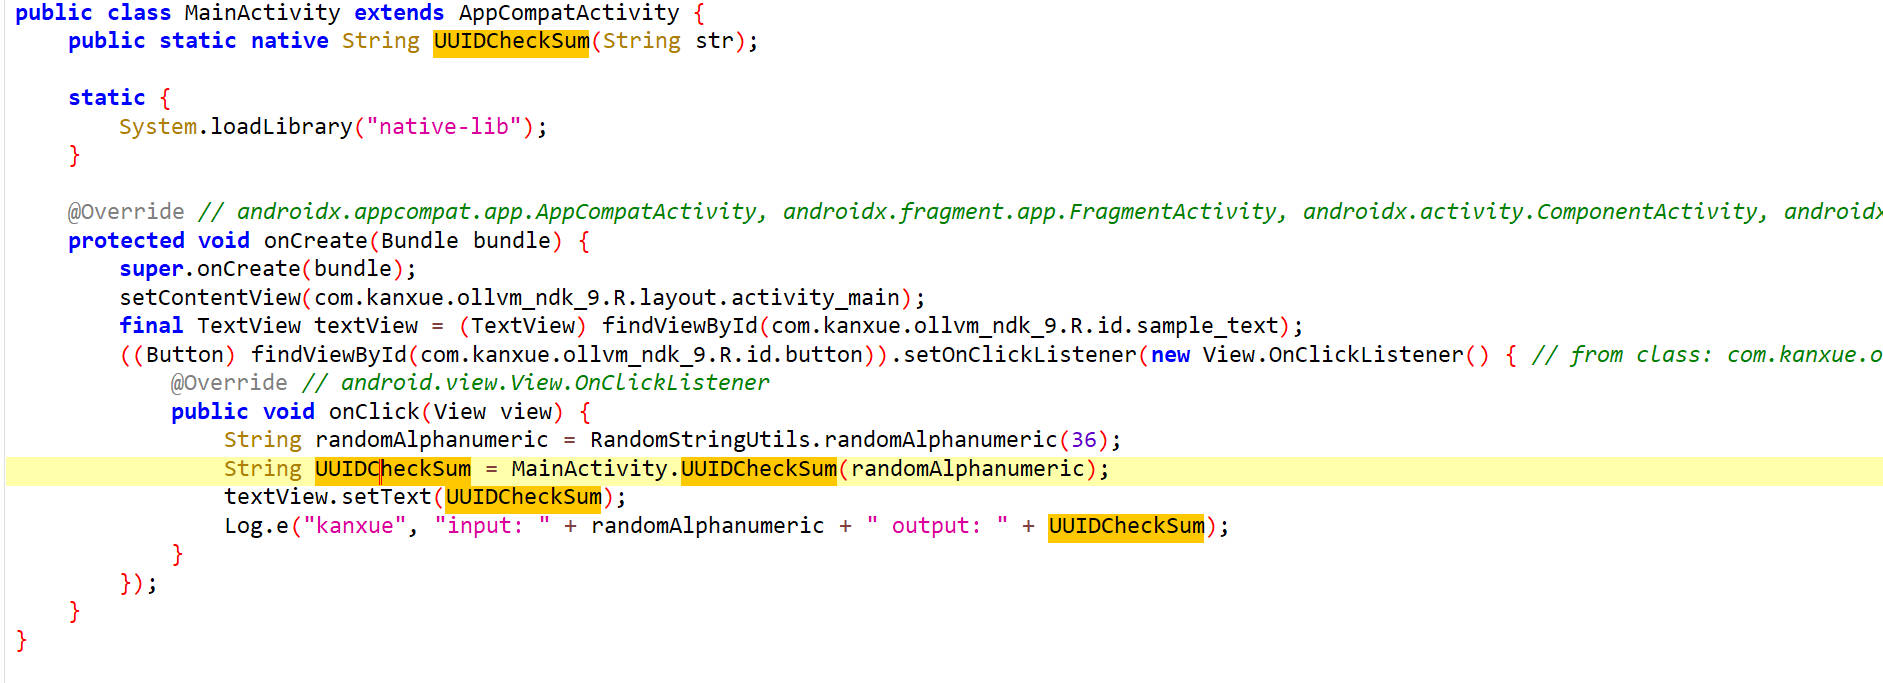 public class MainActivity extends AppCompatActivity {
    public static native String UUIDCheckSum(String str);
    static {
        System.loadLibrary("native-lib");
    }
    @Override // androidx.appcompat.app.AppCompatActivity, androidx.fragment.app.FragmentActivity, androidx.activity.ComponentActivity, androidx
    protected void onCreate(Bundle bundle) {
        super.onCreate(bundle);
        setContentView(com.kanxue.ollvm_ndk_9.R.layout.activity_main);
        final TextView textView = (TextView) findViewById(com.kanxue.ollvm_ndk_9.R.id.sample_text);
        ((Button) findViewById(com.kanxue.ollvm_ndk_9.R.id.button)).setOnClickListener(new View.OnClickListener() { // from class: com.kanxue.o
            @Override // android.view.View.OnClickListener
            public void onClick(View view) {
                String randomAlphanumeric = RandomStringUtils.randomAlphanumeric(36);
                String UUIDCheckSum = MainActivity.UUIDCheckSum(randomAlphanumeric);
                textView.setText(UUIDCheckSum);
                Log.e("kanxue", "input: " + randomAlphanumeric + " output: " + UUIDCheckSum);
            }
        });
    }
}